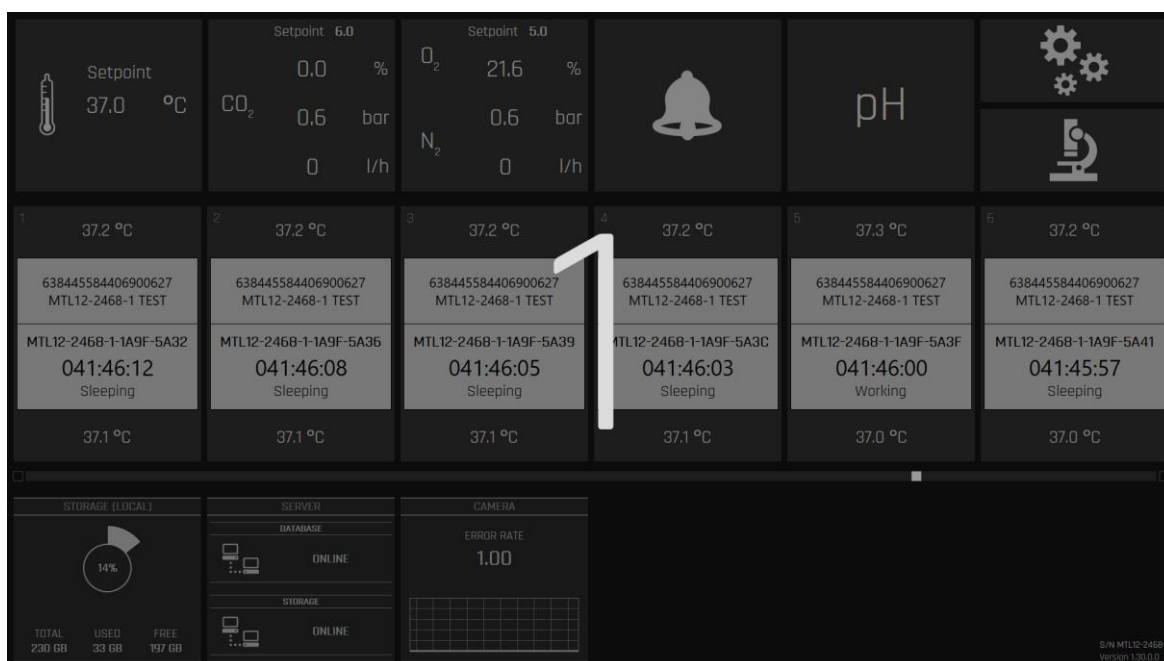 Setpoint
37.0 °C
Setpoint 6.0
CO2
0.0 %
0.6 bar
0 l/h
Setpoint 5.0
O2
21.6 %
0.6 bar
N2
0 l/h
pH
1 37.2 °C
638445584406900627
MTL12-2468-1 TEST
MTL12-2468-1-1A9F-5A32
041:46:12
Sleeping
37.1 °C
2 37.2 °C
638445584406900627
MTL12-2468-1 TEST
MTL12-2468-1-1A9F-5A36
041:46:08
Sleeping
37.1 °C
3 37.2 °C
638445584406900627
MTL12-2468-1 TEST
MTL12-2468-1-1A9F-5A39
041:46:05
Sleeping
37.1 °C
4 37.2 °C
638445584406900627
MTL12-2468-1 TEST
MTL12-2468-1-1A9F-5A3C
041:46:03
Sleeping
37.1 °C
5 37.3 °C
638445584406900627
MTL12-2468-1 TEST
MTL12-2468-1-1A9F-5A3F
041:46:00
Working
37.0 °C
6 37.2 °C
638445584406900627
MTL12-2468-1 TEST
MTL12-2468-1-1A9F-5A41
041:45:57
Sleeping
37.0 °C
1
STORAGE (LOCAL)
14%
TOTAL USED FREE
230 GB 33 GB 197 GB
SERVER
DATABASE
ONLINE
STORAGE
ONLINE
CAMERA
ERROR RATE
1.00
S/N MTL12-2468
Version 1.30.0.0